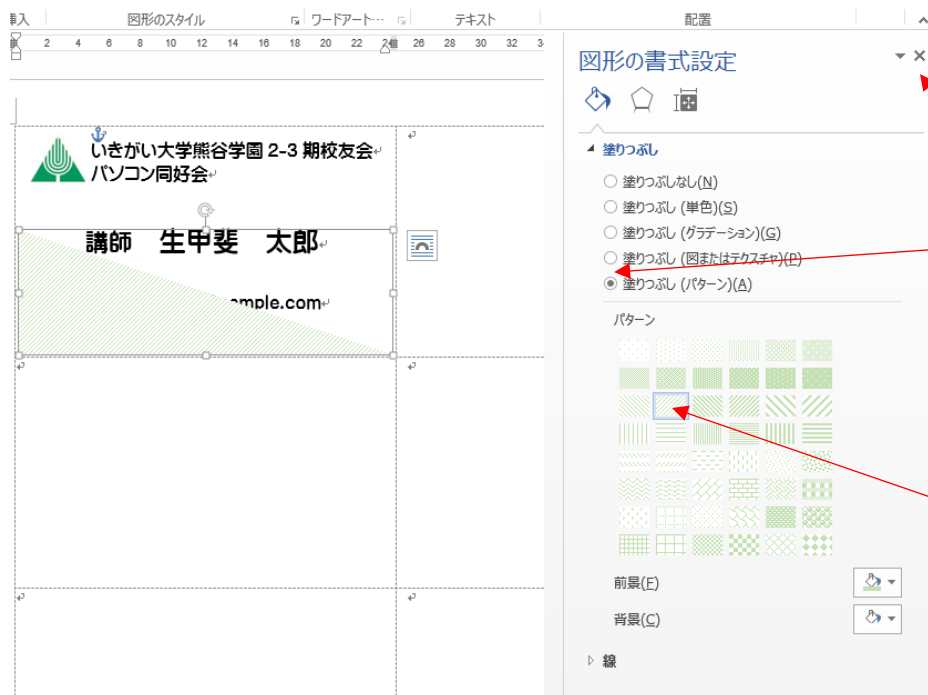 挿入 図形のスタイル ワードアート… テキスト 配置
2 4 6 8 10 12 14 16 18 20 22 24 26 28 30 32
図形の書式設定
塗りつぶし
塗りつぶしなし(N)
塗りつぶし (単色)(S)
塗りつぶし (グラデーション)(G)
塗りつぶし (図またはテクスチャ)(P)
塗りつぶし (パターン)(A)
パターン
前景(F)
背景(C)
線
いきがい大学熊谷学園 2-3 期校友会
パソコン同好会
講師 生甲斐 太郎
mple.com